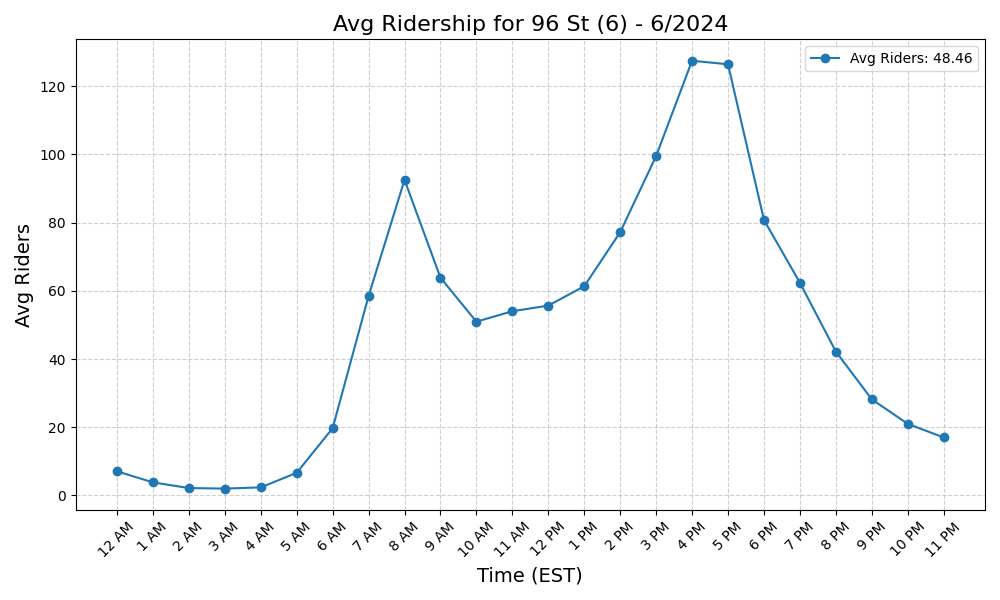 Avg Ridership for 96 St (6) - 6/2024
Avg Riders: 48.46
Avg Riders
120
100
80
60
40
20
0
12 AM
1 AM
2 AM
3 AM
4 AM
5 AM
6 AM
7 AM
8 AM
9 AM
10 AM
11 AM
12 PM
1 PM
2 PM
3 PM
4 PM
5 PM
6 PM
7 PM
8 PM
9 PM
10 PM
11 PM
Time (EST)